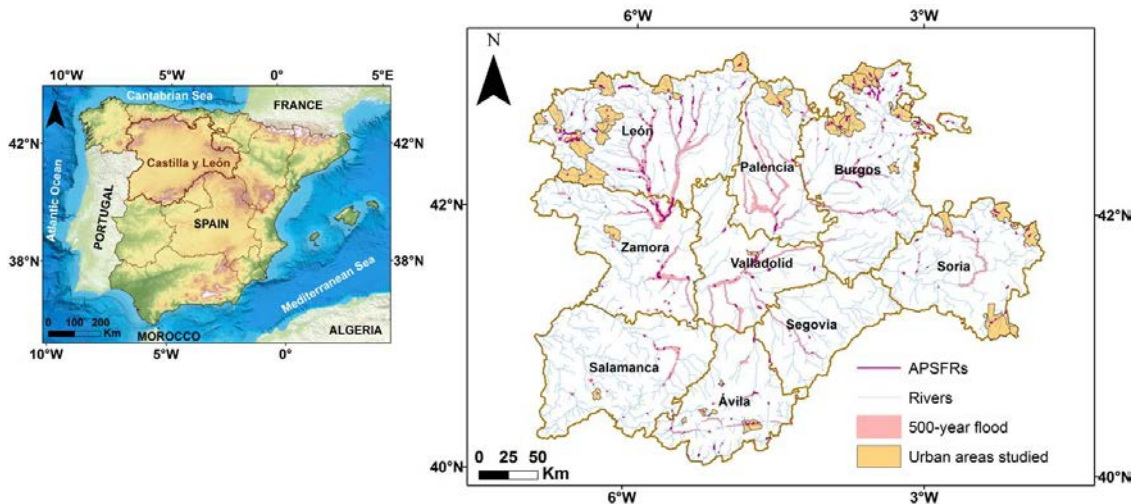 10°W 5°W 0° 5°E
Cantabrian Sea
FRANCE
42°N
42°N
Castilla y León
Atlantic Ocean
PORTUGAL
SPAIN
38°N
38°N
Mediterranean Sea
0 100 200
Km
MOROCCO
ALGERIA
10°W 5°W 0°
6°W 3°W
N
León
Palencia
Burgos
42°N
42°N
Zamora
Valladolid
Soria
Segovia
Salamanca
Ávila
APSFRs
Rivers
500-year flood
Urban areas studied
0 25 50
Km
40°N
40°N
6°W 3°W